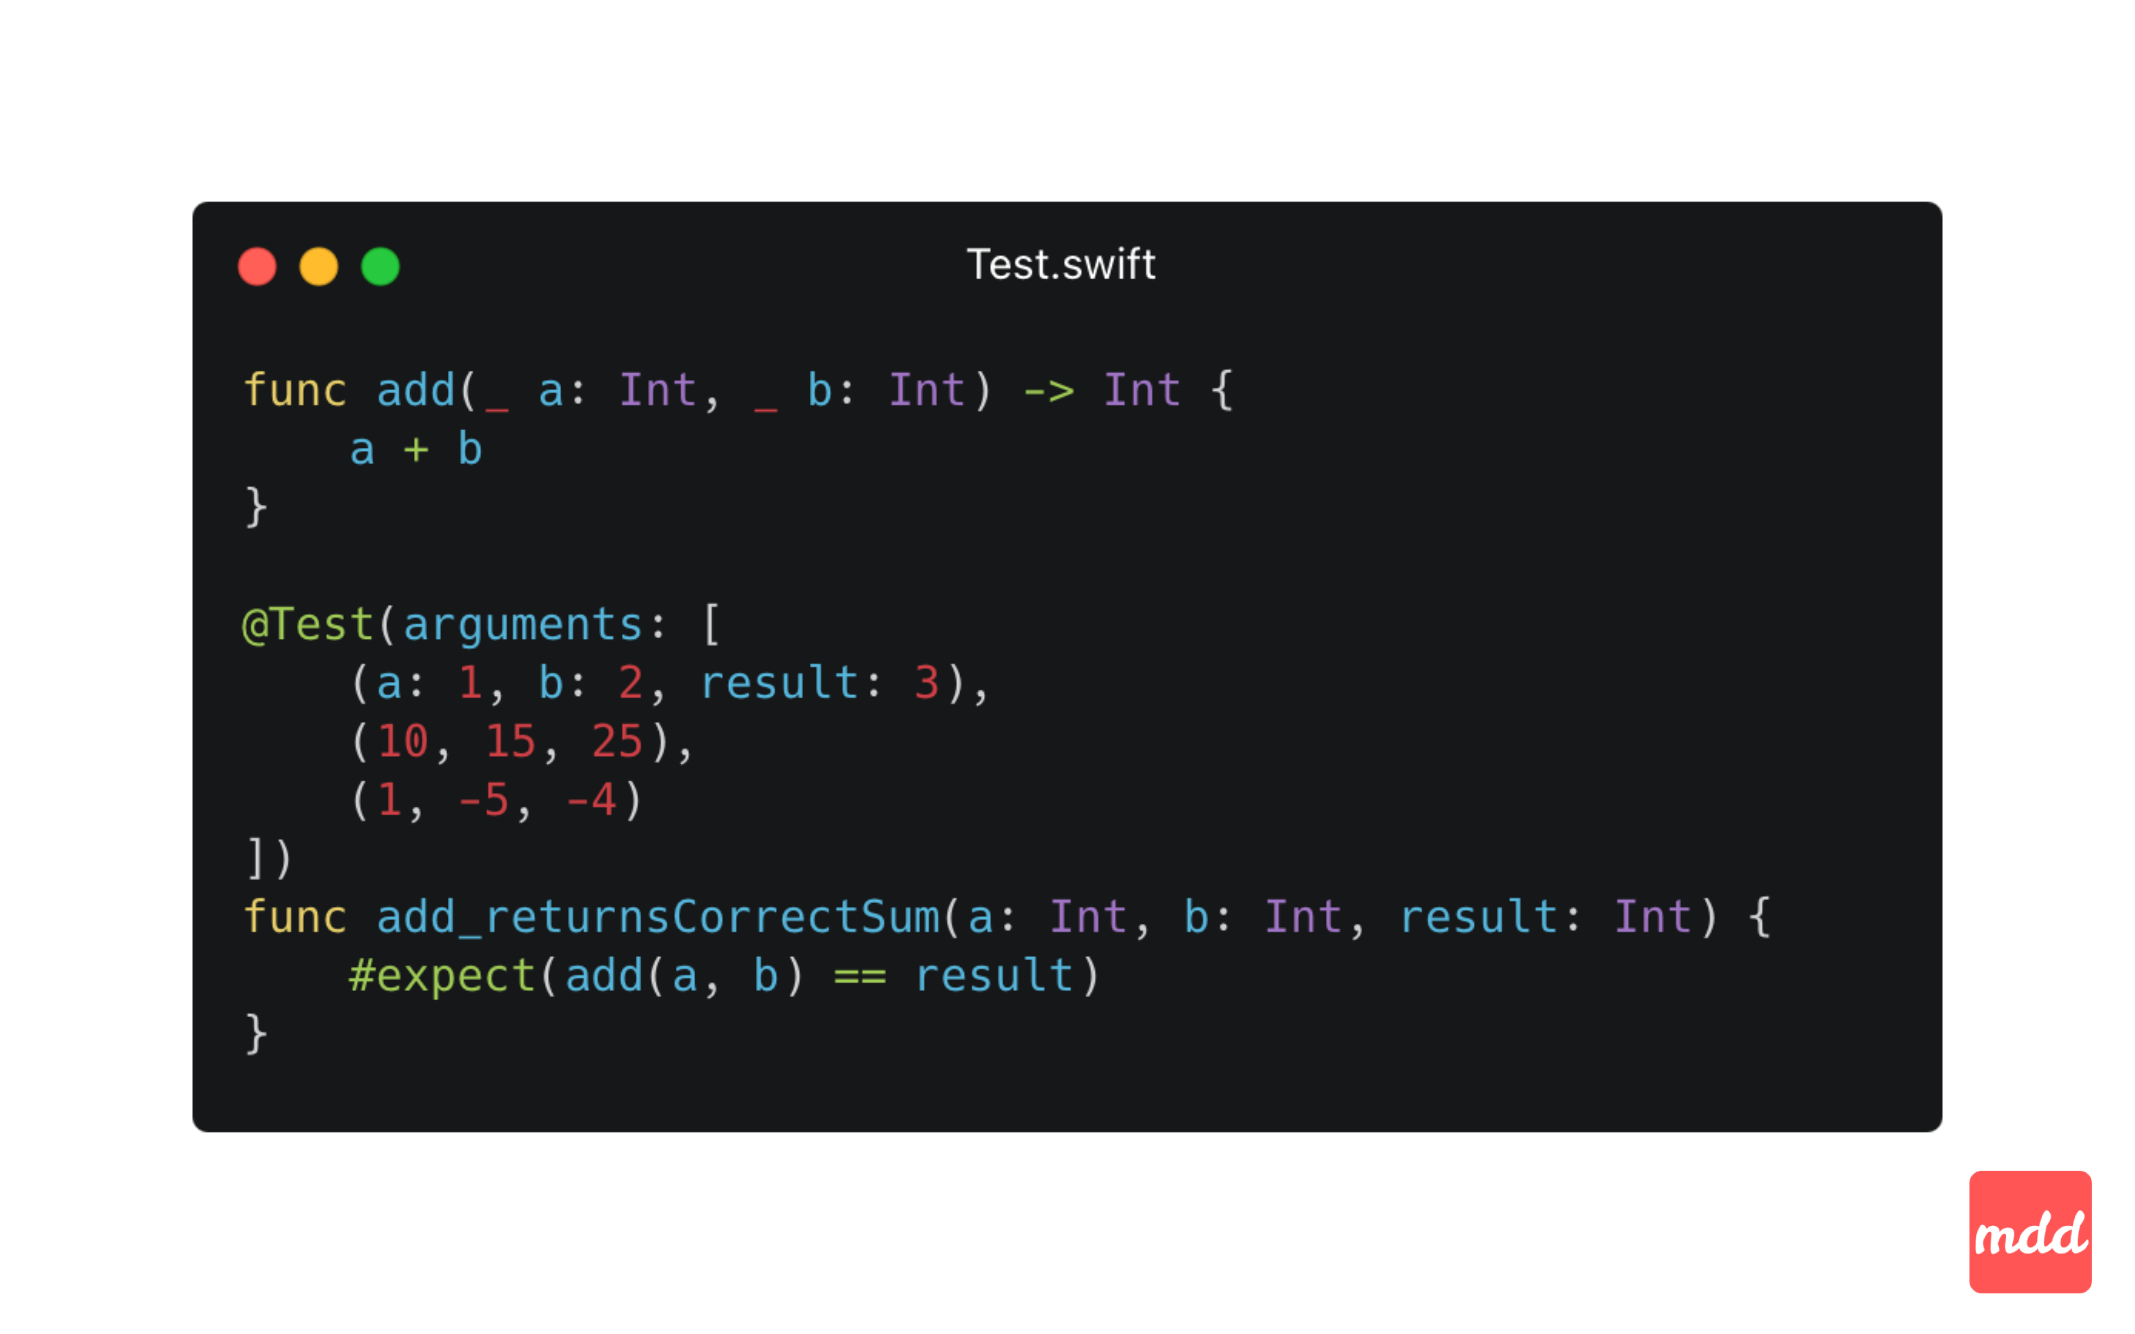 Test.swift
func add(_ a: Int, _ b: Int) -> Int {
    a + b
}
@Test(arguments: [
    (a: 1, b: 2, result: 3),
    (10, 15, 25),
    (1, -5, -4)
])
func add_returnsCorrectSum(a: Int, b: Int, result: Int) {
    #expect(add(a, b) == result)
}
mdd